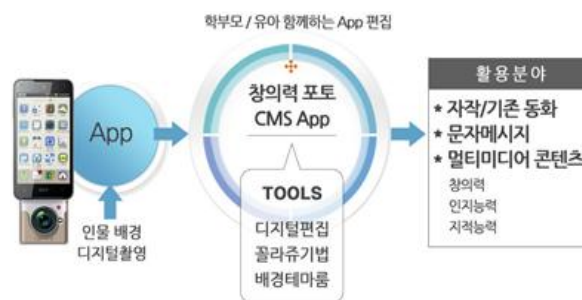 학부모 / 유아 함께하는 App 편집
App
인물 배경
디지털촬영
창의력 포토
CMS App
TOOLS
디지털편집
꼴라쥬기법
배경테마룸
활용분야
* 자작/기존 동화
* 문자메시지
* 멀티미디어 콘텐츠
창의력
인지능력
지적능력